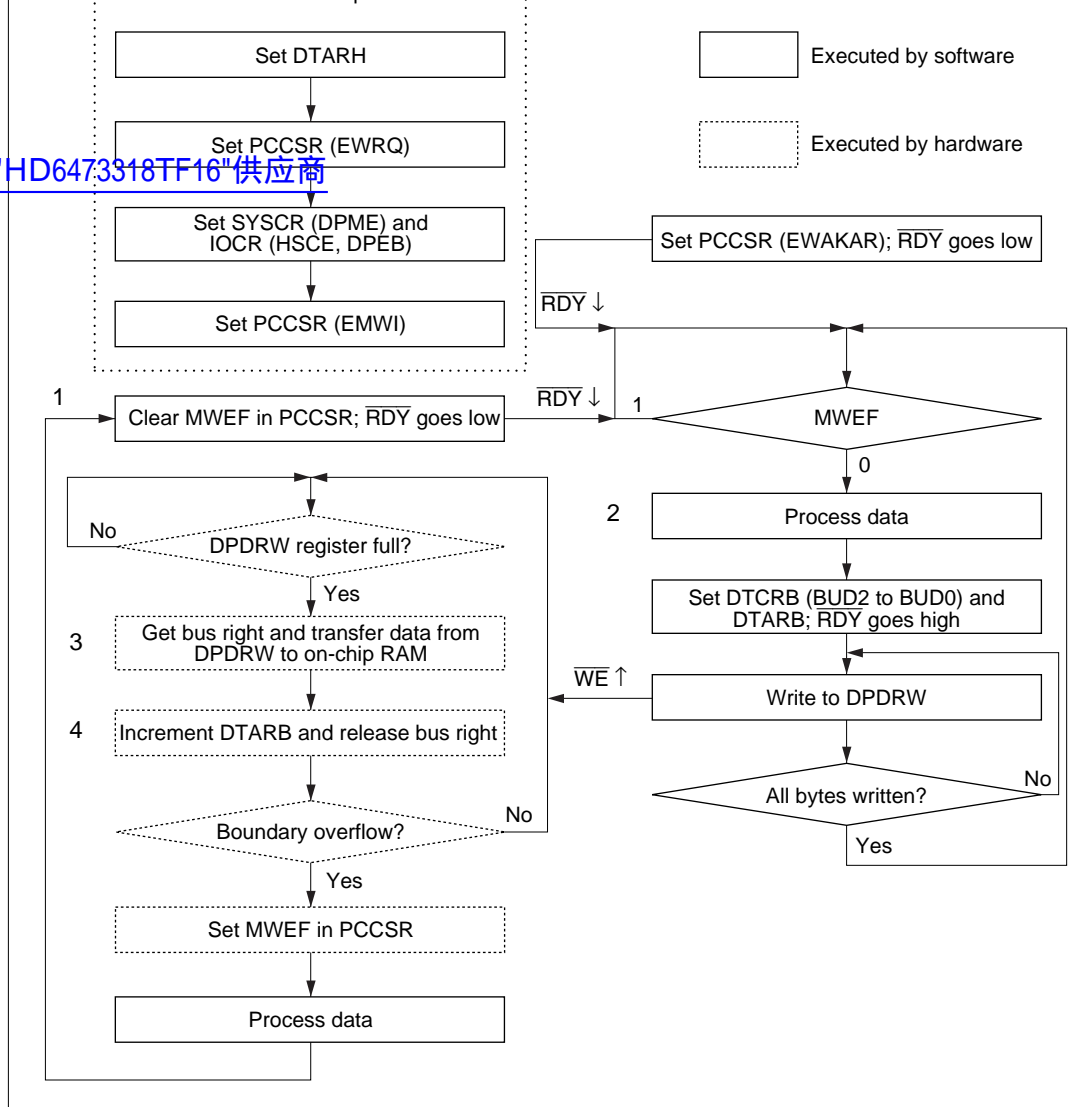 Set DTARH
Executed by software
Set PCCSR (EWRQ)
Executed by hardware
"HD6473318TF16"供应商
Set SYSCR (DPME) and
IOCR (HSCE, DPEB)
Set PCCSR (EWAKAR); RDY goes low
RDY ↓
Set PCCSR (EMWI)
1
Clear MWEF in PCCSR; RDY goes low
RDY ↓
1
MWEF
0
No
DPDRW register full?
Yes
2
Process data
3
Get bus right and transfer data from
DPDRW to on-chip RAM
Set DTCRB (BUD2 to BUD0) and
DTARB; RDY goes high
WE ↑
Write to DPDRW
4
Increment DTARB and release bus right
All bytes written?
No
Yes
Boundary overflow?
No
Yes
Set MWEF in PCCSR
Process data